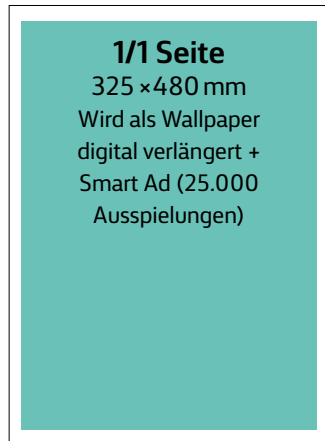 1/1 Seite
325 × 480 mm
Wird als Wallpaper
digital verlängert +
Smart Ad (25.000
Ausspielungen)